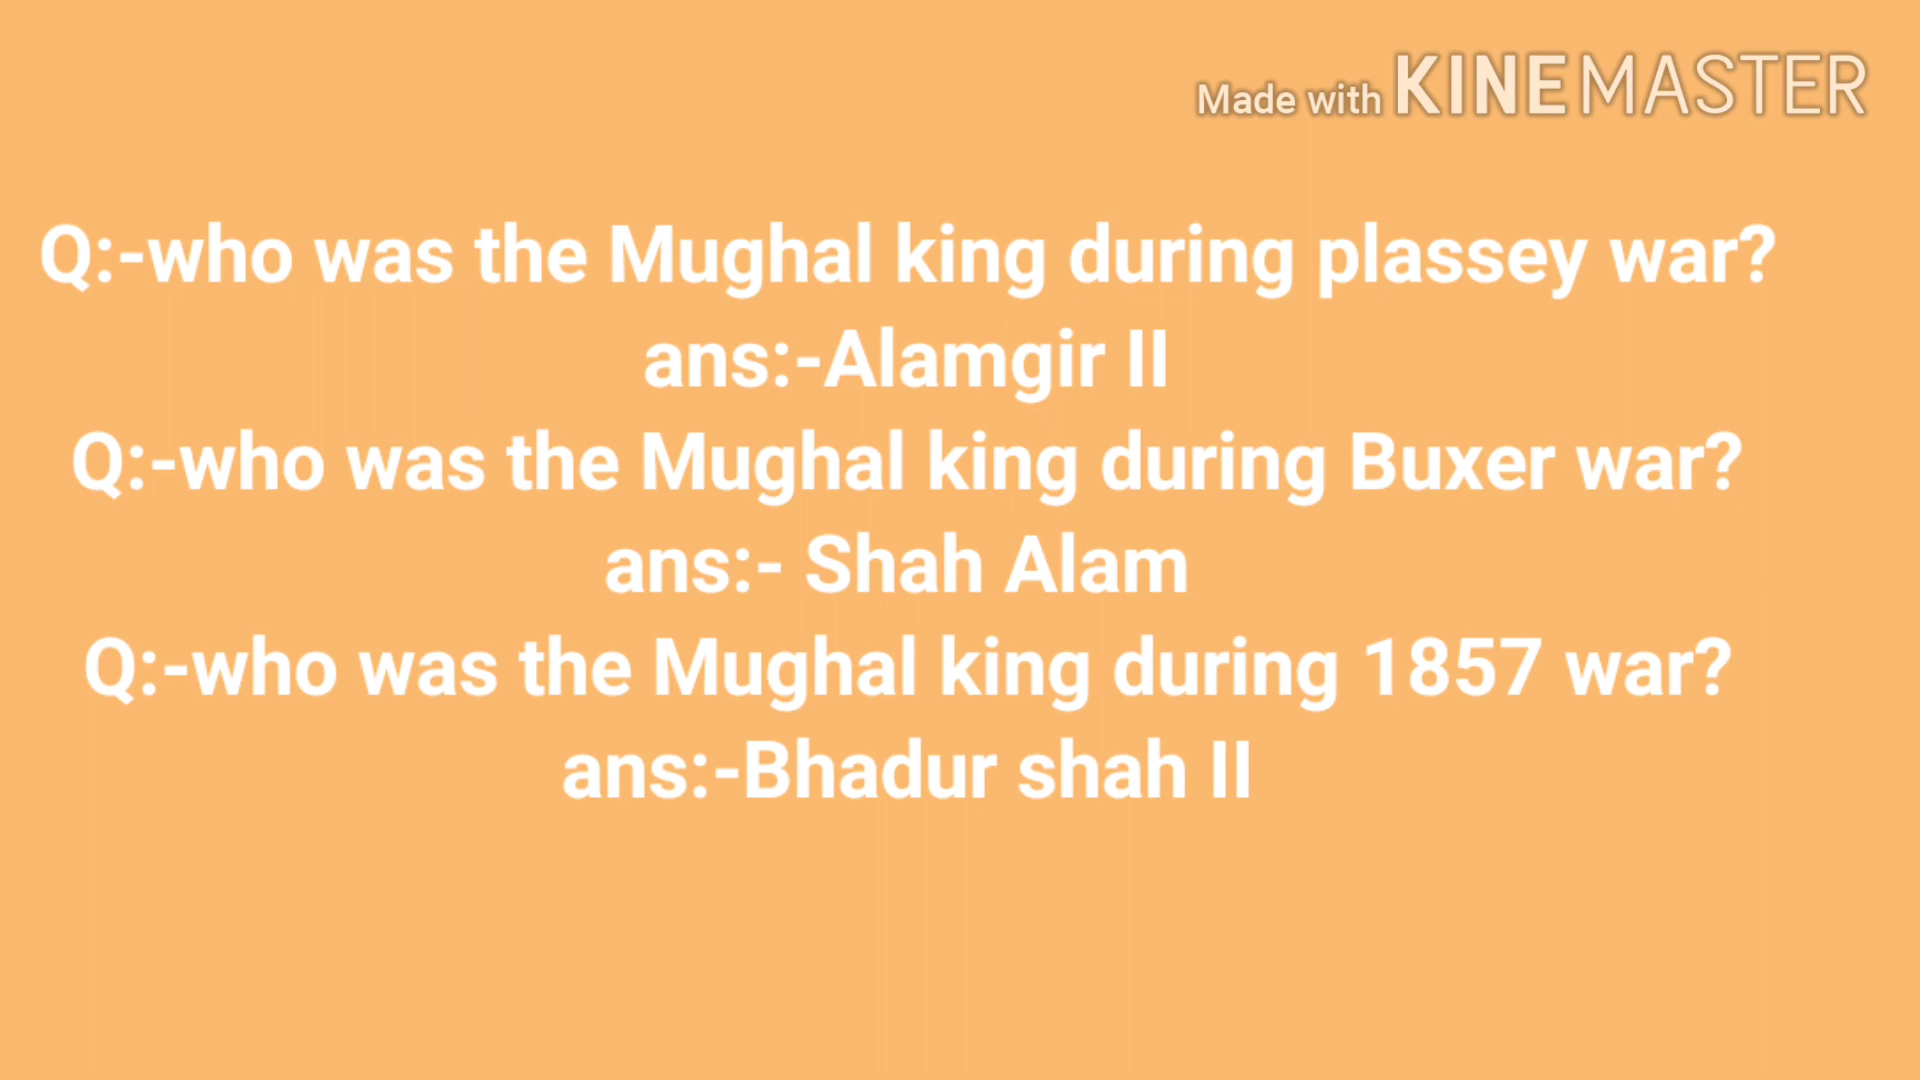 Made with KINEMASTER
Q:-who was the Mughal king during plassey war?
ans:-Alamgir II
Q:-who was the Mughal king during Buxer war?
ans:- Shah Alam
Q:-who was the Mughal king during 1857 war?
ans:-Bhadur shah II